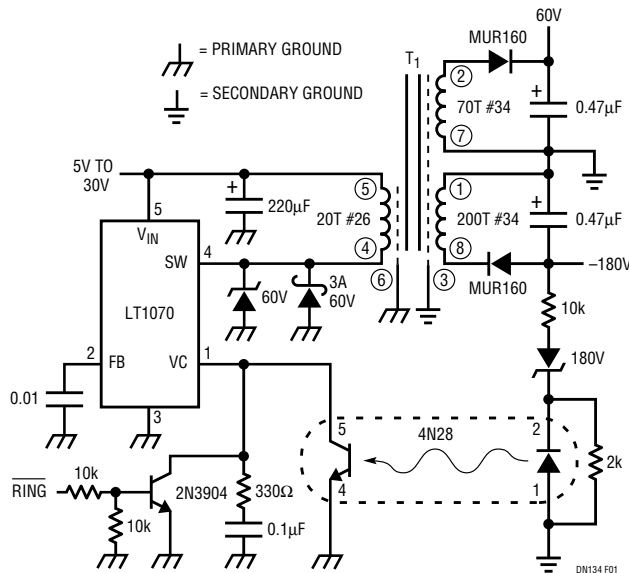 60V
MUR160
= PRIMARY GROUND
T1
2
+
= SECONDARY GROUND
70T #34
0.47µF
7
5V TO
30V
5
+
220µF
5
20T #26
4
1
200T #34
8
+
0.47µF
5
VIN
SW
4
6
3
MUR160
–180V
60V
3A
60V
10k
LT1070
2
FB
VC
1
180V
0.01
3
5
4N28
2
RING
10k
2N3904
330Ω
4
1
2k
10k
0.1µF
DN134 F01